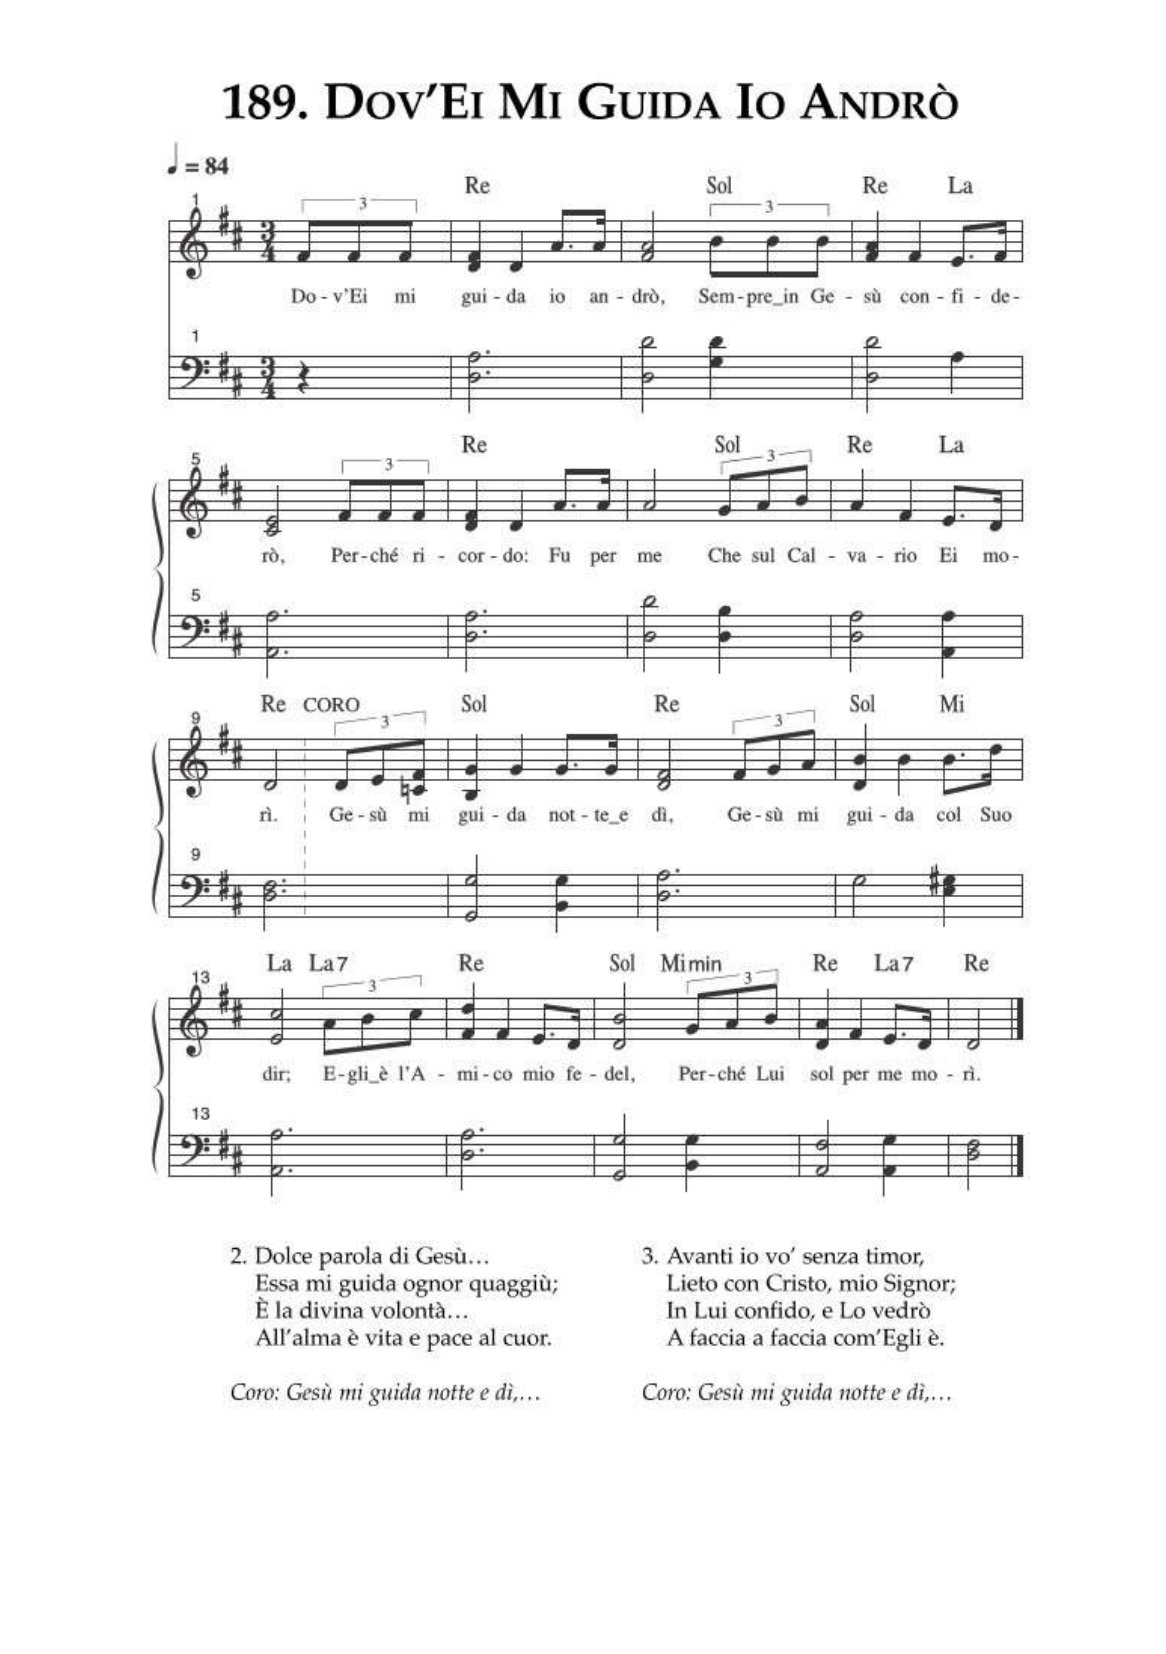 189. Dov'Ei Mi Guida Io Andrò
♩ = 84
Re Sol Re La
1 3 3
3 4
Do - v'Ei mi gui - da io an - drò, Sem - pre_in Ge - sù con - fi - de -
1
3 4
Re Sol Re La
5 3 3
rò, Per - ché ri - cor - do: Fu per me Che sul Cal - va - rio Ei mo -
5
Re CORO Sol Re Sol Mi
9 3 3
rì. Ge - sù mi gui - da not - te_e dì, Ge - sù mi gui - da col Suo
9
La La7 Re Sol Mi min Re La7 Re
13 3 3
dir; E - gli_è l'A - mi - co mio fe - del, Per - ché Lui sol per me mo - rì.
13
2. Dolce parola di Gesù...
Essa mi guida ognor quaggiù;
È la divina volontà...
All'alma è vita e pace al cuor.
Coro: Gesù mi guida notte e dì,...
3. Avanti io vo' senza timor,
Lieto con Cristo, mio Signor;
In Lui confido, e Lo vedrò
A faccia a faccia com'Egli è.
Coro: Gesù mi guida notte e dì,...